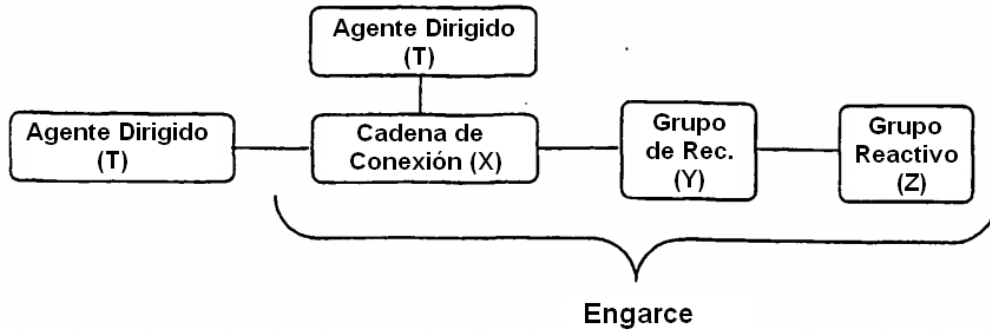 Agente Dirigido
(T)
Agente Dirigido
(T)
Cadena de
Conexión (X)
Grupo
de Rec.
(Y)
Grupo
Reactivo
(Z)
Engarce